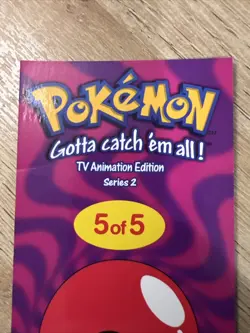 POKéMON
Gotta catch 'em all!
TV Animation Edition
Series 2
5 of 5